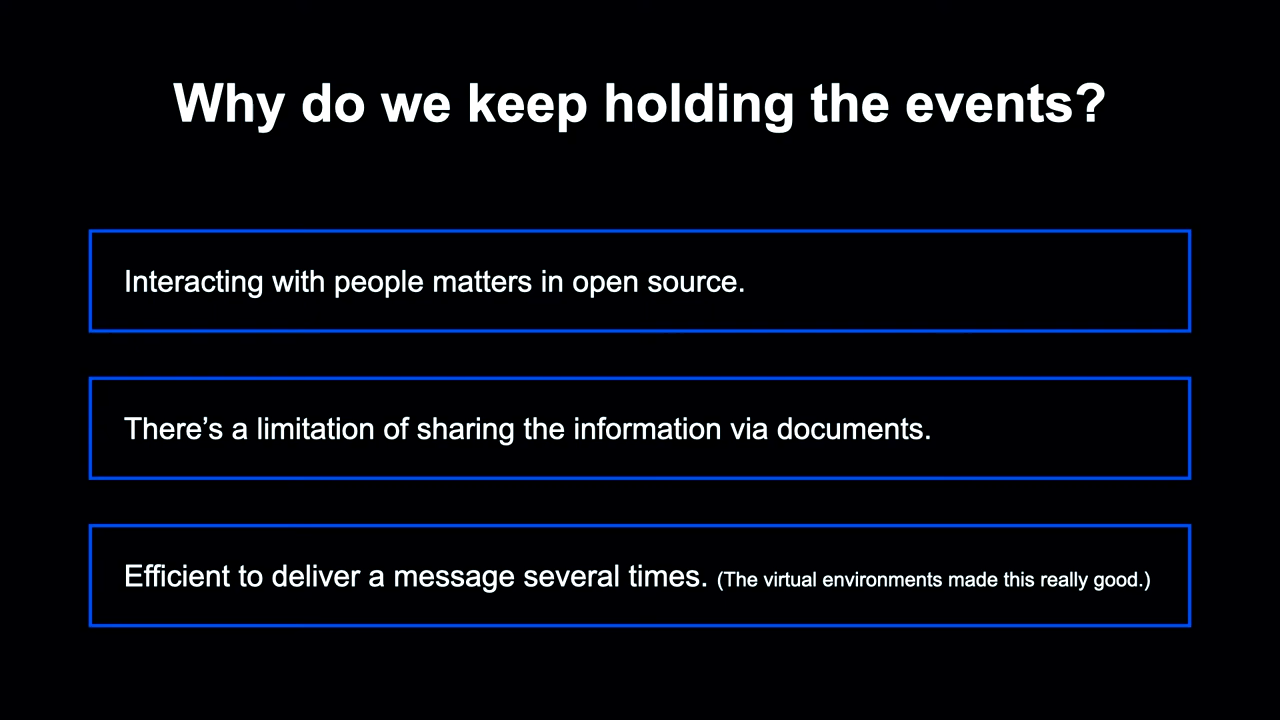 Why do we keep holding the events?
Interacting with people matters in open source.
There’s a limitation of sharing the information via documents.
Efficient to deliver a message several times. (The virtual environments made this really good.)